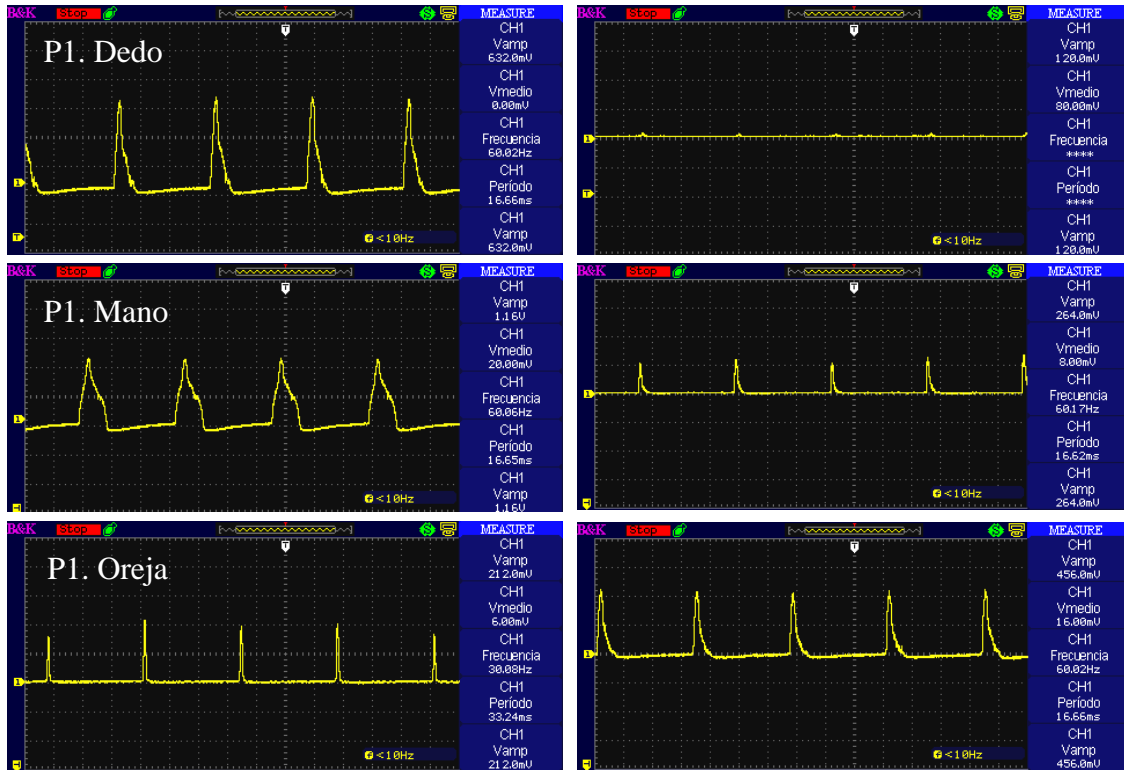 B&K Stop MEASURE
P1. Dedo
CH1
Vamp
632.0mV
CH1
Vmedio
0.00mV
CH1
Frecuencia
60.02Hz
CH1
Período
16.66ms
CH1
Vamp
632.0mV
<10Hz
B&K Stop MEASURE
CH1
Vamp
120.0mV
CH1
Vmedio
80.00mV
CH1
Frecuencia
****
CH1
Período
****
CH1
Vamp
120.0mV
<10Hz
B&K Stop MEASURE
P1. Mano
CH1
Vamp
1.16V
CH1
Vmedio
20.00mV
CH1
Frecuencia
60.06Hz
CH1
Período
16.65ms
CH1
Vamp
1.16V
<10Hz
B&K Stop MEASURE
CH1
Vamp
264.0mV
CH1
Vmedio
8.00mV
CH1
Frecuencia
60.17Hz
CH1
Período
16.62ms
CH1
Vamp
264.0mV
<10Hz
B&K Stop MEASURE
P1. Oreja
CH1
Vamp
212.0mV
CH1
Vmedio
6.00mV
CH1
Frecuencia
30.08Hz
CH1
Período
33.24ms
CH1
Vamp
212.0mV
<10Hz
B&K Stop MEASURE
CH1
Vamp
456.0mV
CH1
Vmedio
16.00mV
CH1
Frecuencia
60.02Hz
CH1
Período
16.66ms
CH1
Vamp
456.0mV
<10Hz